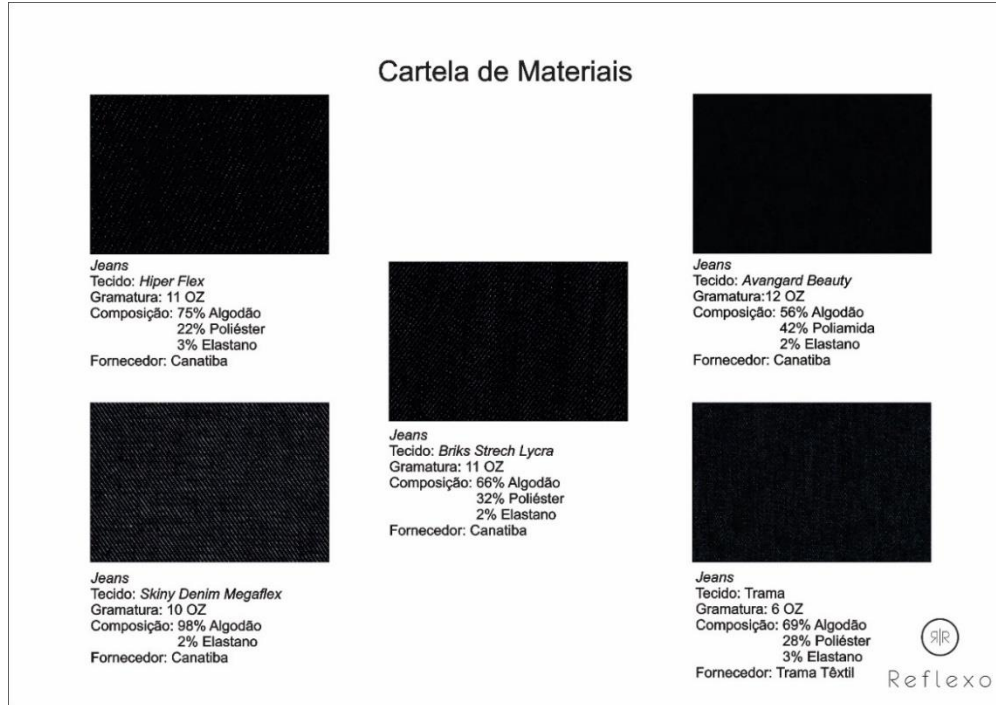 Cartela de Materiais
Jeans
Tecido: Hiper Flex
Gramatura: 11 OZ
Composição: 75% Algodão
22% Poliéster
3% Elastano
Fornecedor: Canatiba
Jeans
Tecido: Avangard Beauty
Gramatura:12 OZ
Composição: 56% Algodão
42% Poliamida
2% Elastano
Fornecedor: Canatiba
Jeans
Tecido: Briks Strech Lycra
Gramatura: 11 OZ
Composição: 66% Algodão
32% Poliéster
2% Elastano
Fornecedor: Canatiba
Jeans
Tecido: Skiny Denim Megaflex
Gramatura: 10 OZ
Composição: 98% Algodão
2% Elastano
Fornecedor: Canatiba
Jeans
Tecido: Trama
Gramatura: 6 OZ
Composição: 69% Algodão
28% Poliéster
3% Elastano
Fornecedor: Trama Têxtil
ЯR
Reflexo